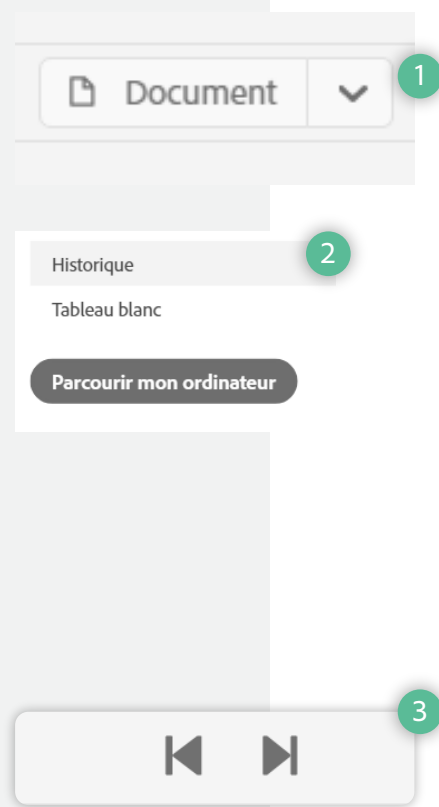 1
Document
2
Historique
Tableau blanc
Parcourir mon ordinateur
3